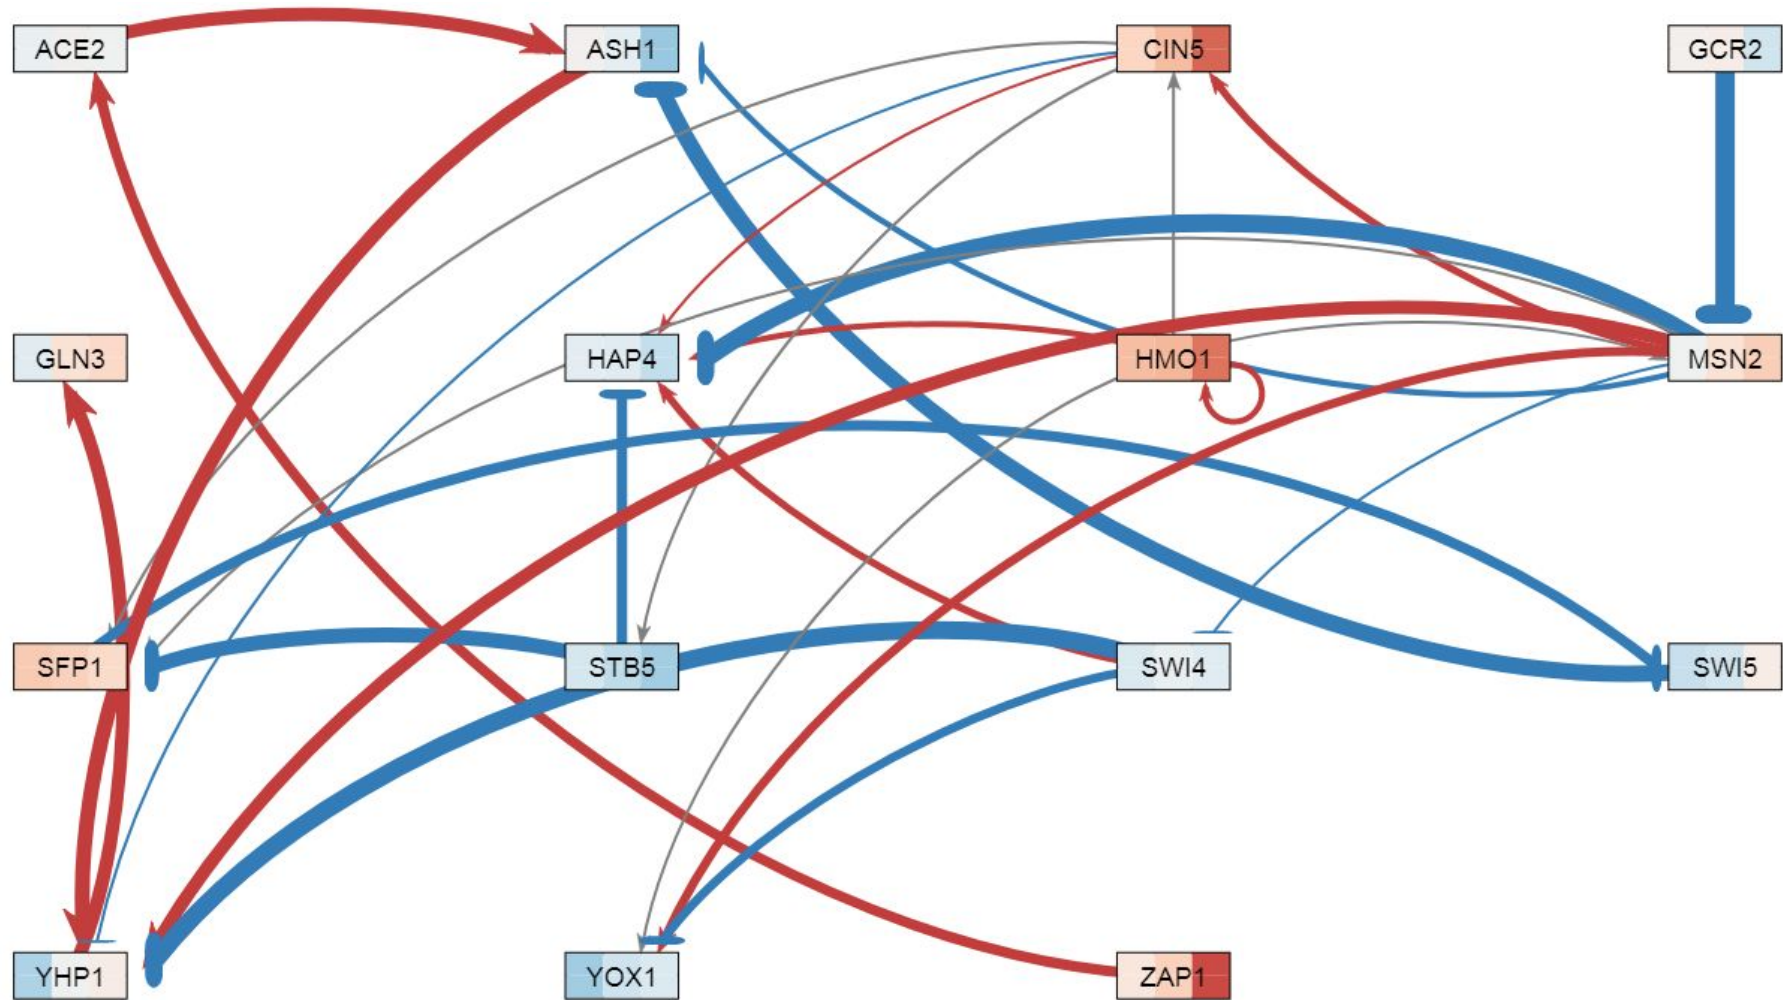 ACE2
ASH1
CIN5
GCR2
GLN3
HAP4
HMO1
MSN2
SFP1
STB5
SWI4
SWI5
YHP1
YOX1
ZAP1